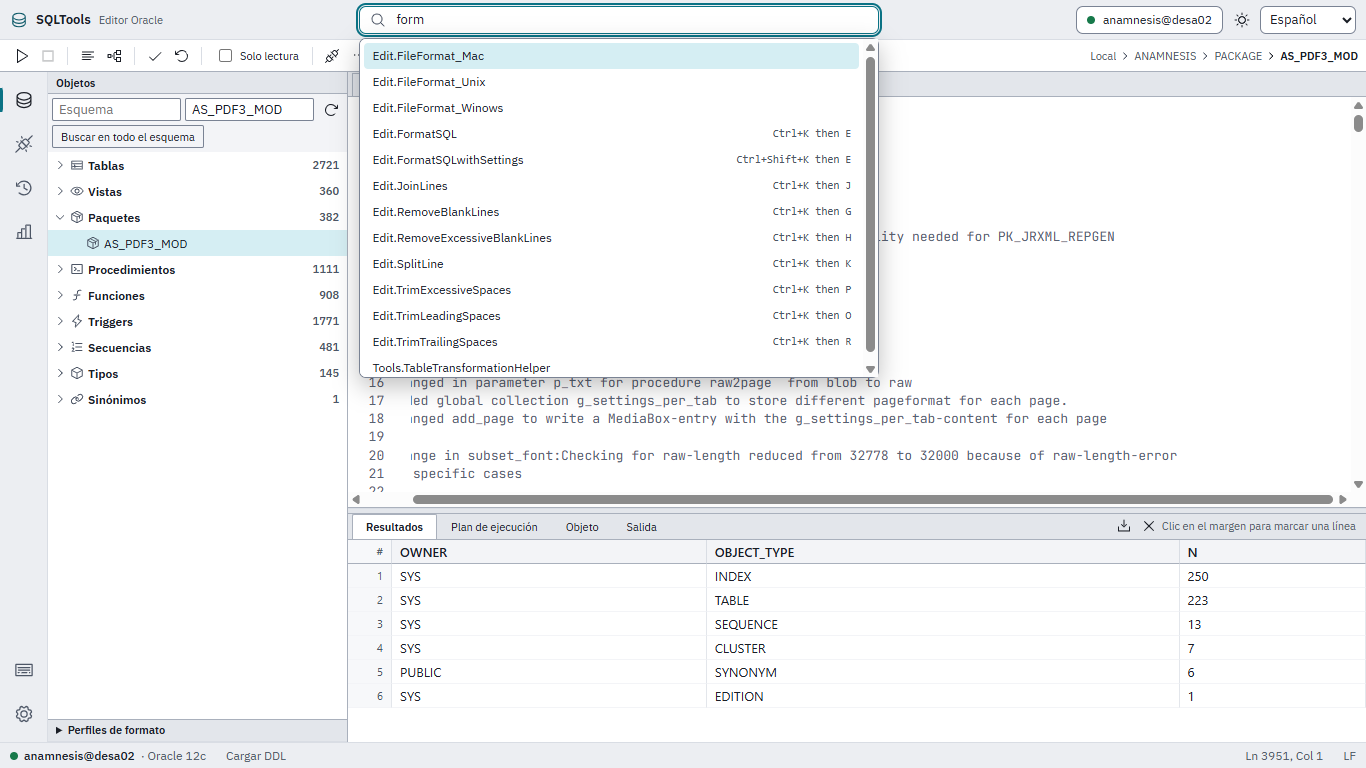 SQLTools Editor Oracle
form
anamnesis@desa02
Español
Solo lectura
Local > ANAMNESIS > PACKAGE > AS_PDF3_MOD
Objetos
Esquema AS_PDF3_MOD
Buscar en todo el esquema
Tablas 2721
Vistas 360
Paquetes 382
AS_PDF3_MOD
Procedimientos 1111
Funciones 908
Triggers 1771
Secuencias 481
Tipos 145
Sinónimos 1
Perfiles de formato
Edit.FileFormat_Mac
Edit.FileFormat_Unix
Edit.FileFormat_Winows
Edit.FormatSQL Ctrl+K then E
Edit.FormatSQLwithSettings Ctrl+Shift+K then E
Edit.JoinLines Ctrl+K then J
Edit.RemoveBlankLines Ctrl+K then G
Edit.RemoveExcessiveBlankLines Ctrl+K then H
Edit.SplitLine Ctrl+K then K
Edit.TrimExcessiveSpaces Ctrl+K then P
Edit.TrimLeadingSpaces Ctrl+K then O
Edit.TrimTrailingSpaces Ctrl+K then R
Tools.TableTransformationHelper
lity needed for PK_JRXML_REPGEN
16 nged in parameter p_txt for procedure raw2page from blob to raw
17 ded global collection g_settings_per_tab to store different pageformat for each page.
18 nged add_page to write a MediaBox-entry with the g_settings_per_tab-content for each page
19
20 nge in subset_font:Checking for raw-length reduced from 32778 to 32000 because of raw-length-error
21 specific cases
22
Resultados Plan de ejecución Objeto Salida Clic en el margen para marcar una línea
# OWNER OBJECT_TYPE N
1 SYS INDEX 250
2 SYS TABLE 223
3 SYS SEQUENCE 13
4 SYS CLUSTER 7
5 PUBLIC SYNONYM 6
6 SYS EDITION 1
anamnesis@desa02 · Oracle 12c Cargar DDL Ln 3951, Col 1 LF